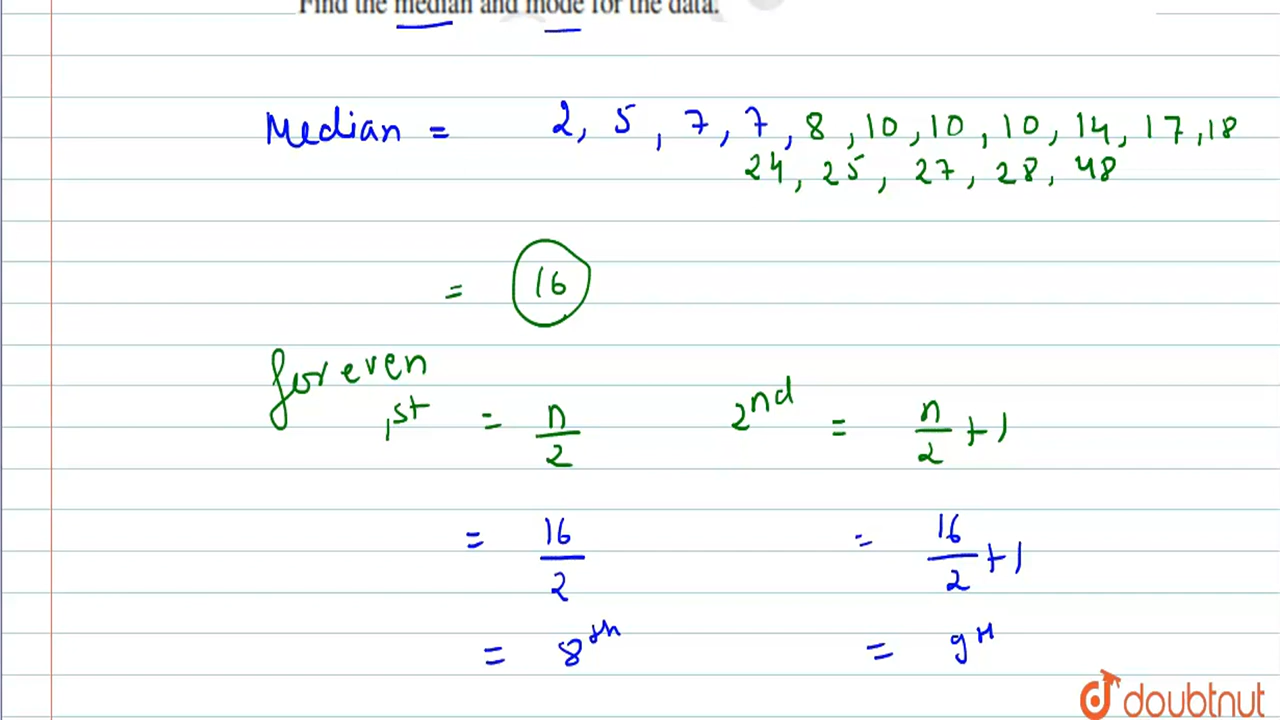 Find the median and mode for the data.
Median = 2, 5, 7, 7, 8, 10, 10, 10, 14, 17, 18
24, 25, 27, 28, 48
= 16
for even
1st = n/2 2nd = n/2 + 1
= 16/2 = 16/2 + 1
= 8th = 9th
doubtnut